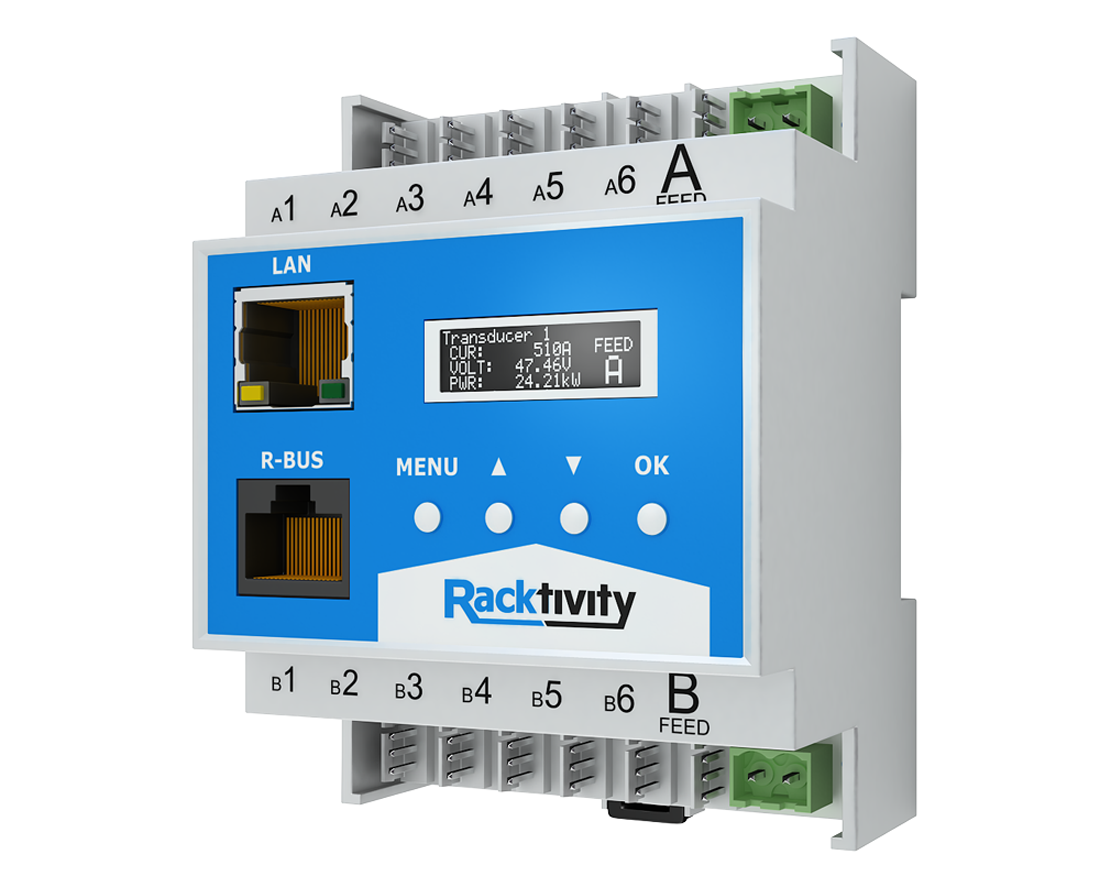 A1 A2 A3 A4 A5 A6 A
FEED
LAN
Transducer 1
CUR: 510A
VOLT: 47.46V
PWR: 24.21kW
FEED
A
R-BUS
MENU ▲ ▼ OK
Racktivity
B1 B2 B3 B4 B5 B6 B
FEED